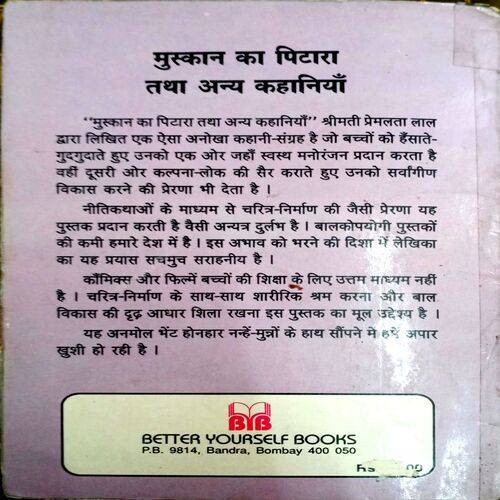 मुस्कान का पिटारा
तथा अन्य कहानियाँ
"मुस्कान का पिटारा तथा अन्य कहानियाँ" श्रीमती प्रेमलता लाल
द्वारा लिखित एक ऐसा अनोखा कहानी-संग्रह है जो बच्चों को हँसाते-
गुदगुदाते हुए उनको एक ओर जहाँ स्वस्थ मनोरंजन प्रदान करता है
वहीं दूसरी ओर कल्पना-लोक की सैर कराते हुए उनको सर्वांगीण
विकास करने की प्रेरणा भी देता है ।
नीतिकथाओं के माध्यम से चरित्र-निर्माण की जैसी प्रेरणा यह
पुस्तक प्रदान करती है वैसी अन्यत्र दुर्लभ है । बालकोपयोगी पुस्तकों
की कमी हमारे देश में है । इस अभाव को भरने की दिशा में लेखिका
का यह प्रयास सचमुच सराहनीय है ।
कॉमिक्स और फिल्में बच्चों की शिक्षा के लिए उत्तम माध्यम नहीं
है । चरित्र-निर्माण के साथ-साथ शारीरिक श्रम करना और बाल
विकास की दृढ़ आधार शिला रखना इस पुस्तक का मूल उद्देश्य है ।
यह अनमोल भेंट होनहार नन्हें-मुन्नों के हाथ सौंपने में हमें अपार
खुशी हो रही है ।
BYB
BETTER YOURSELF BOOKS
P.B. 9814, Bandra, Bombay 400 050